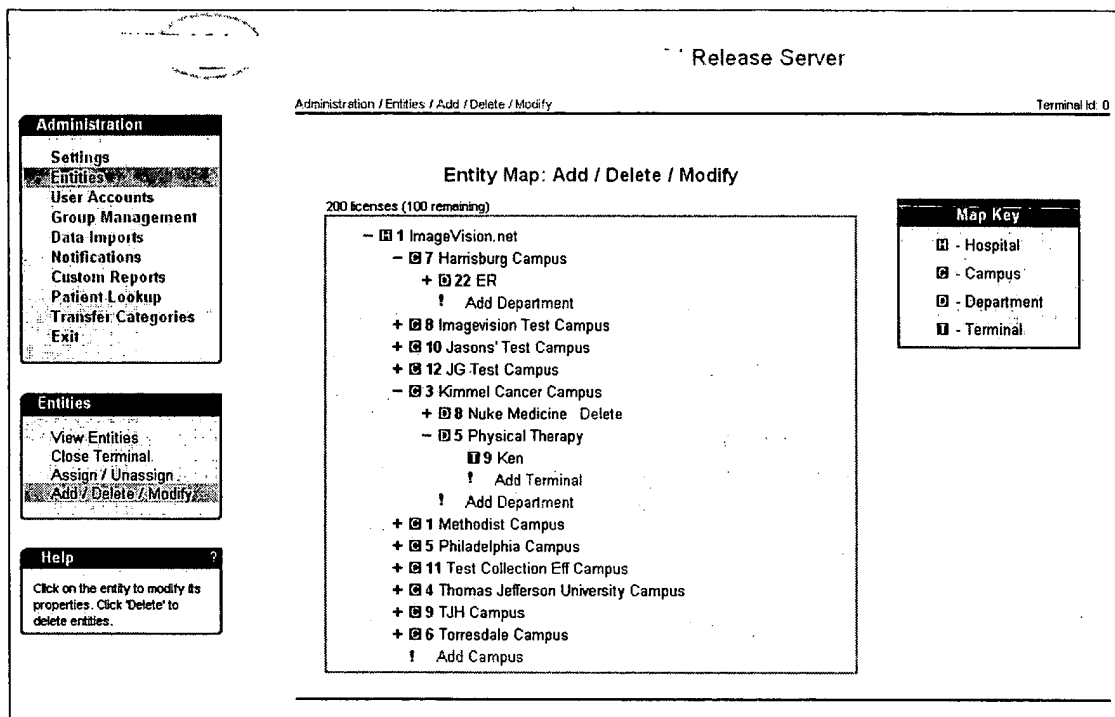 Release Server
Administration / Entities / Add / Delete / Modify
Terminal Id: 0
Administration
Settings
Entities
User Accounts
Group Management
Data Imports
Notifications
Custom Reports
Patient Lookup
Transfer Categories
Exit
Entities
View Entities
Close Terminal
Assign / Unassign
Add / Delete / Modify
Help ?
Click on the entity to modify its
properties. Click 'Delete' to
delete entities.
Entity Map: Add / Delete / Modify
200 licenses (100 remaining)
− H 1 ImageVision.net
− C 7 Harrisburg Campus
+ D 22 ER
! Add Department
+ C 8 Imagevision Test Campus
+ C 10 Jasons' Test Campus
+ C 12 JG Test Campus
− C 3 Kimmel Cancer Campus
+ D 8 Nuke Medicine Delete
− D 5 Physical Therapy
T 9 Ken
! Add Terminal
! Add Department
+ C 1 Methodist Campus
+ C 5 Philadelphia Campus
+ C 11 Test Collection Eff Campus
+ C 4 Thomas Jefferson University Campus
+ C 9 TJH Campus
+ C 6 Torresdale Campus
! Add Campus
Map Key
H - Hospital
C - Campus
D - Department
T - Terminal